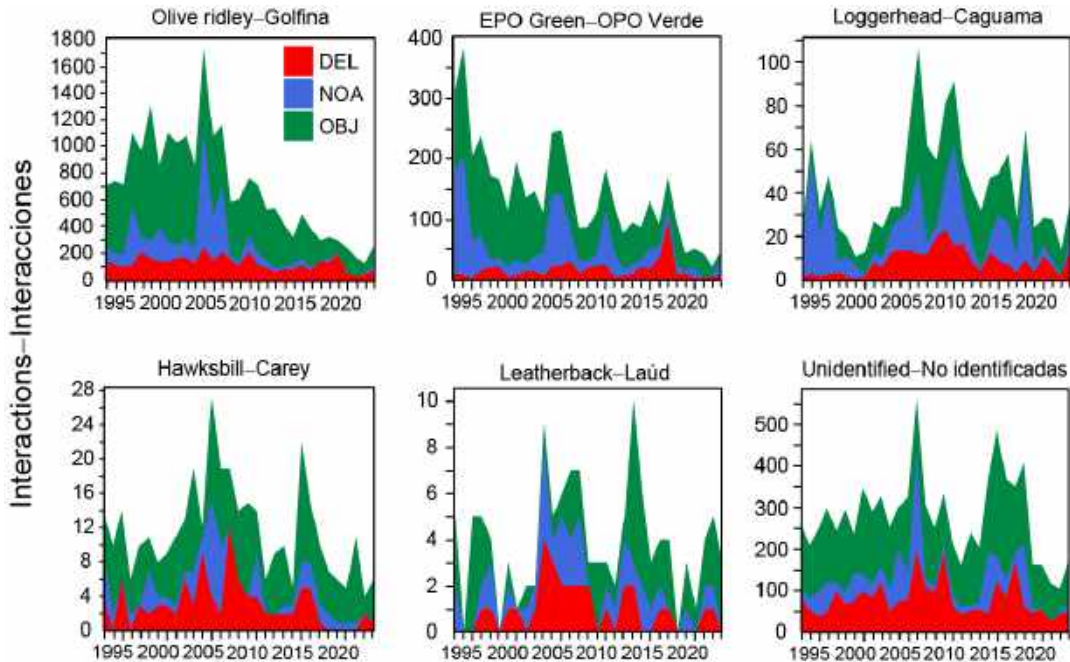 Olive ridley–Golfina
EPO Green–OPO Verde
Loggerhead–Caguama
Interactions–Interacciones
1800
1600
1400
1200
1000
800
600
400
200
0
DEL
NOA
OBJ
1995 2000 2005 2010 2015 2020
400
300
200
100
0
1995 2000 2005 2010 2015 2020
100
80
60
40
20
0
1995 2000 2005 2010 2015 2020
Hawksbill–Carey
Leatherback–Laúd
Unidentified–No identificadas
28
24
20
16
12
8
4
0
1995 2000 2005 2010 2015 2020
10
8
6
4
2
0
1995 2000 2005 2010 2015 2020
500
400
300
200
100
0
1995 2000 2005 2010 2015 2020